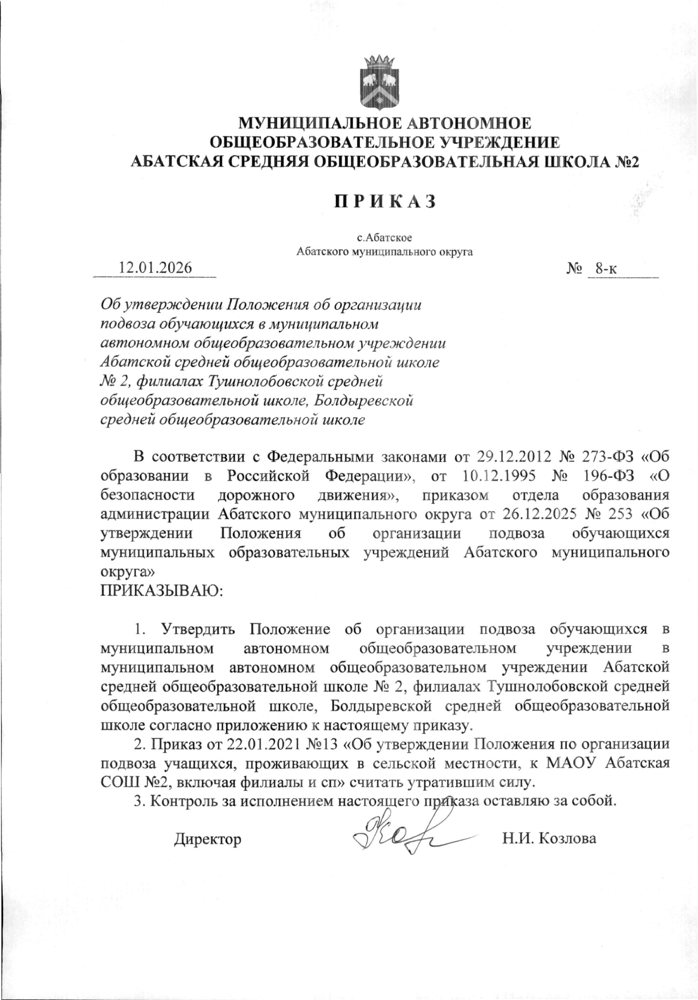 МУНИЦИПАЛЬНОЕ АВТОНОМНОЕ
ОБЩЕОБРАЗОВАТЕЛЬНОЕ УЧРЕЖДЕНИЕ
АБАТСКАЯ СРЕДНЯЯ ОБЩЕОБРАЗОВАТЕЛЬНАЯ ШКОЛА №2
П Р И К А З
с.Абатское
Абатского муниципального округа
12.01.2026 № 8-к
Об утверждении Положения об организации
подвоза обучающихся в муниципальном
автономном общеобразовательном учреждении
Абатской средней общеобразовательной школе
№ 2, филиалах Тушнолобовской средней
общеобразовательной школе, Болдыревской
средней общеобразовательной школе
В соответствии с Федеральными законами от 29.12.2012 № 273-ФЗ «Об
образовании в Российской Федерации», от 10.12.1995 № 196-ФЗ «О
безопасности дорожного движения», приказом отдела образования
администрации Абатского муниципального округа от 26.12.2025 № 253 «Об
утверждении Положения об организации подвоза обучающихся
муниципальных образовательных учреждений Абатского муниципального
округа»
ПРИКАЗЫВАЮ:
1. Утвердить Положение об организации подвоза обучающихся в
муниципальном автономном общеобразовательном учреждении в
муниципальном автономном общеобразовательном учреждении Абатской
средней общеобразовательной школе № 2, филиалах Тушнолобовской средней
общеобразовательной школе, Болдыревской средней общеобразовательной
школе согласно приложению к настоящему приказу.
2. Приказ от 22.01.2021 №13 «Об утверждении Положения по организации
подвоза учащихся, проживающих в сельской местности, к МАОУ Абатская
СОШ №2, включая филиалы и сп» считать утратившим силу.
3. Контроль за исполнением настоящего приказа оставляю за собой.
Директор Н.И. Козлова